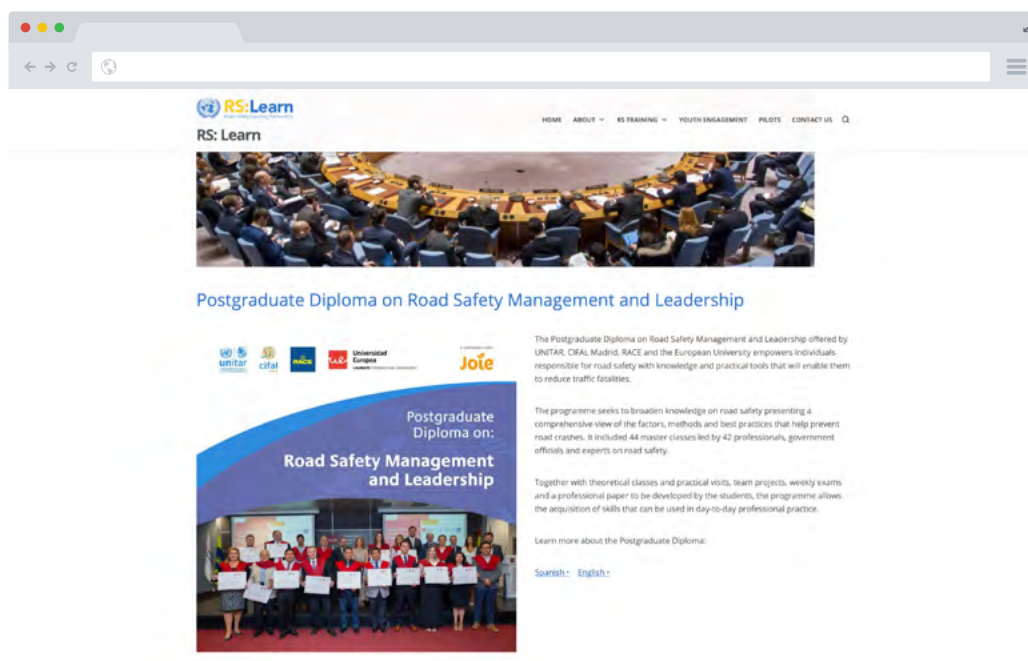 RS:Learn
RS: Learn
HOME ABOUT RS TRAINING YOUTH ENGAGEMENT PILOTS CONTACT US
Postgraduate Diploma on Road Safety Management and Leadership
unitar cifal RACE ue Universidad
Europea
Joie
Postgraduate
Diploma on:
Road Safety Management
and Leadership
The Postgraduate Diploma on Road Safety Management and Leadership offered by
UNITAR, CIFAL Madrid, RACE and the European University empowers individuals
responsible for road safety with knowledge and practical tools that will enable them
to reduce traffic fatalities.
The programme seeks to broaden knowledge on road safety presenting a
comprehensive view of the factors, methods and best practices that help prevent
road crashes. It included 44 master classes led by 42 professionals, government
officials and experts on road safety.
Together with theoretical classes and practical visits, team projects, weekly exams
and a professional paper to be developed by the students, the programme allows
the acquisition of skills that can be used in day-to-day professional practice.
Learn more about the Postgraduate Diploma:
Spanish · English ·